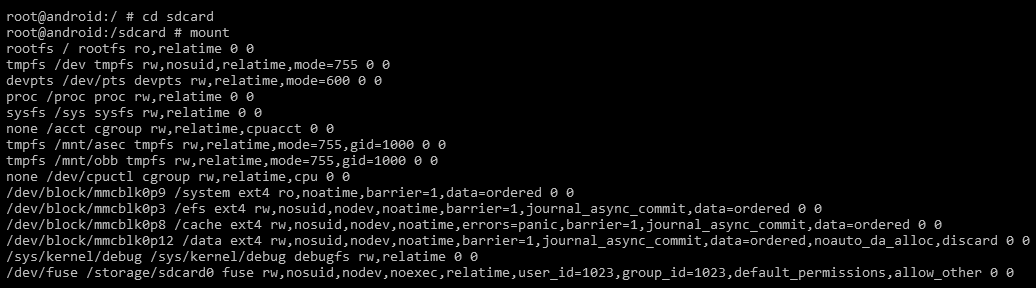 root@android:/ # cd sdcard
root@android:/sdcard # mount
rootfs / rootfs ro,relatime 0 0
tmpfs /dev tmpfs rw,nosuid,relatime,mode=755 0 0
devpts /dev/pts devpts rw,relatime,mode=600 0 0
proc /proc proc rw,relatime 0 0
sysfs /sys sysfs rw,relatime 0 0
none /acct cgroup rw,relatime,cpuacct 0 0
tmpfs /mnt/asec tmpfs rw,relatime,mode=755,gid=1000 0 0
tmpfs /mnt/obb tmpfs rw,relatime,mode=755,gid=1000 0 0
none /dev/cpuctl cgroup rw,relatime,cpu 0 0
/dev/block/mmcblk0p9 /system ext4 ro,noatime,barrier=1,data=ordered 0 0
/dev/block/mmcblk0p3 /efs ext4 rw,nosuid,nodev,noatime,barrier=1,journal_async_commit,data=ordered 0 0
/dev/block/mmcblk0p8 /cache ext4 rw,nosuid,nodev,noatime,errors=panic,barrier=1,journal_async_commit,data=ordered 0 0
/dev/block/mmcblk0p12 /data ext4 rw,nosuid,nodev,noatime,barrier=1,journal_async_commit,data=ordered,noauto_da_alloc,discard 0 0
/sys/kernel/debug /sys/kernel/debug debugfs rw,relatime 0 0
/dev/fuse /storage/sdcard0 fuse rw,nosuid,nodev,noexec,relatime,user_id=1023,group_id=1023,default_permissions,allow_other 0 0